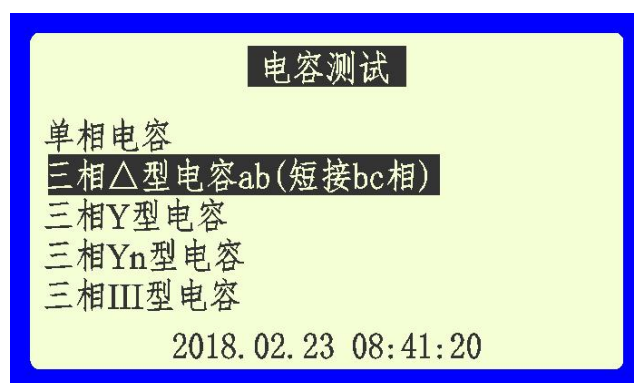 电容测试
单相电容
三相△型电容ab(短接bc相)
三相Y型电容
三相Yn型电容
三相III型电容
2018.02.23 08:41:20